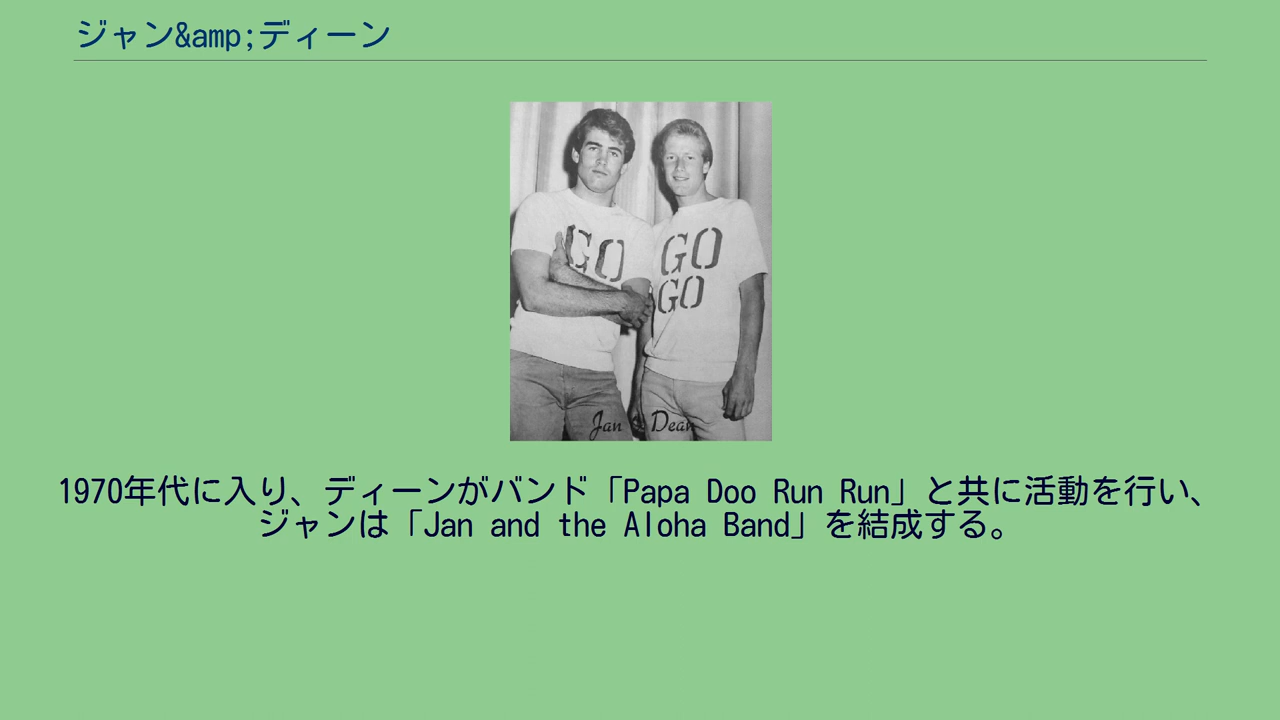 ジャン&amp;ディーン
GO
GO
GO
Jan & Dean
1970年代に入り、ディーンがバンド「Papa Doo Run Run」と共に活動を行い、
ジャンは「Jan and the Aloha Band」を結成する。